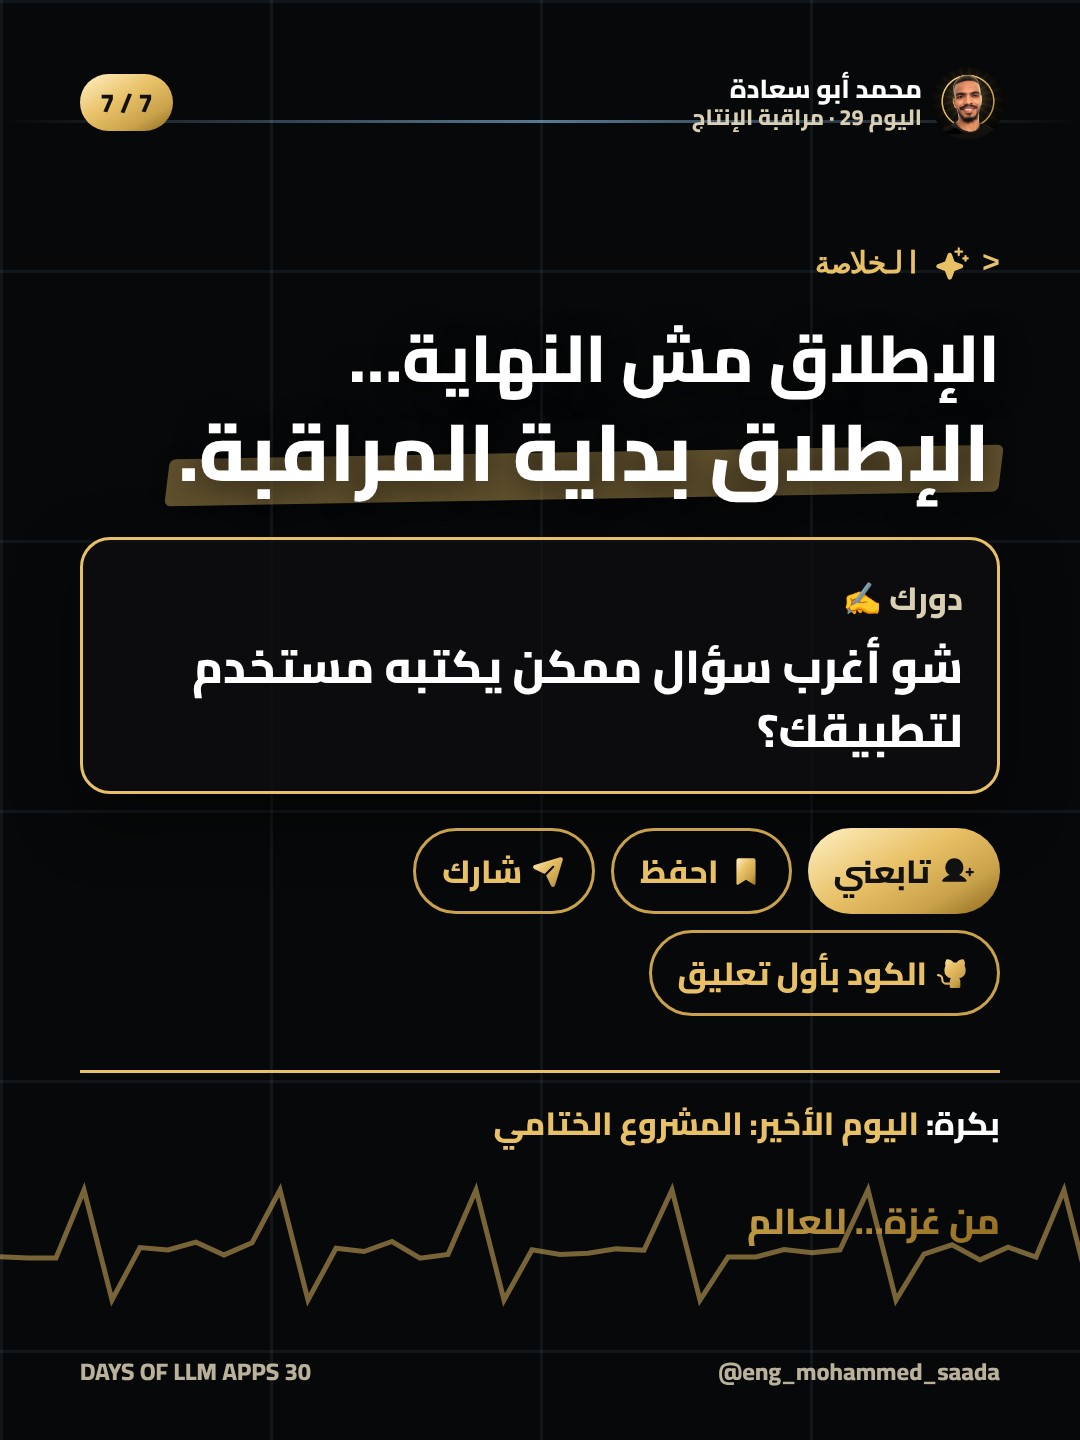 محمد أبو سعادة
اليوم 29 · مراقبة الإنتاج
7 / 7
> الخلاصة
الإطلاق مش النهاية...
الإطلاق بداية المراقبة.
دورك ✍️
شو أغرب سؤال ممكن يكتبه مستخدم
لتطبيقك؟
تابعني
احفظ
شارك
الكود بأول تعليق
بكرة: اليوم الأخير: المشروع الختامي
من غزة... للعالم
@eng_mohammed_saada
DAYS OF LLM APPS 30